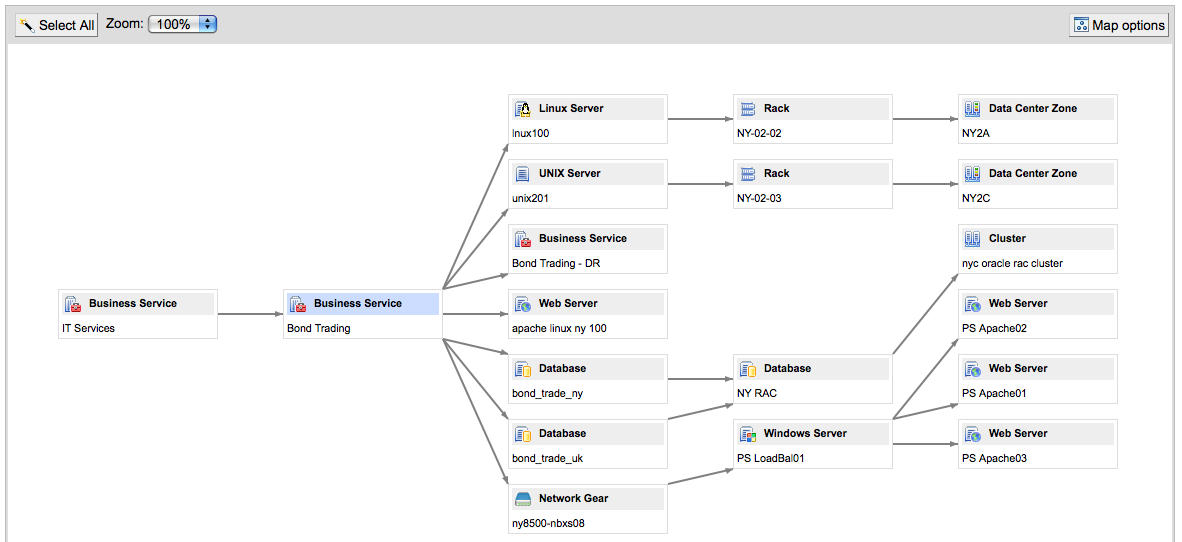 Select All Zoom: 100% Map options
Linux Server Rack Data Center Zone
lnux100 NY-02-02 NY2A
UNIX Server Rack Data Center Zone
unix201 NY-02-03 NY2C
Business Service Cluster
Bond Trading - DR nyc oracle rac cluster
Business Service Business Service Web Server Web Server
IT Services Bond Trading apache linux ny 100 PS Apache02
Database Database Web Server
bond_trade_ny NY RAC PS Apache01
Database Windows Server Web Server
bond_trade_uk PS LoadBal01 PS Apache03
Network Gear
ny8500-nbxs08